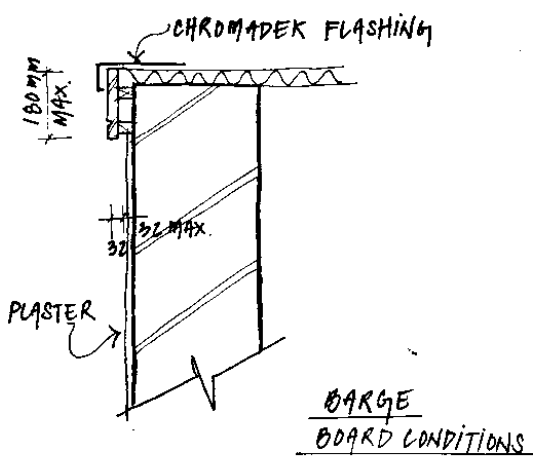 CHROMADEK FLASHING
180mm
MAX.
32 32 MAX.
PLASTER
BARGE
BOARD CONDITIONS